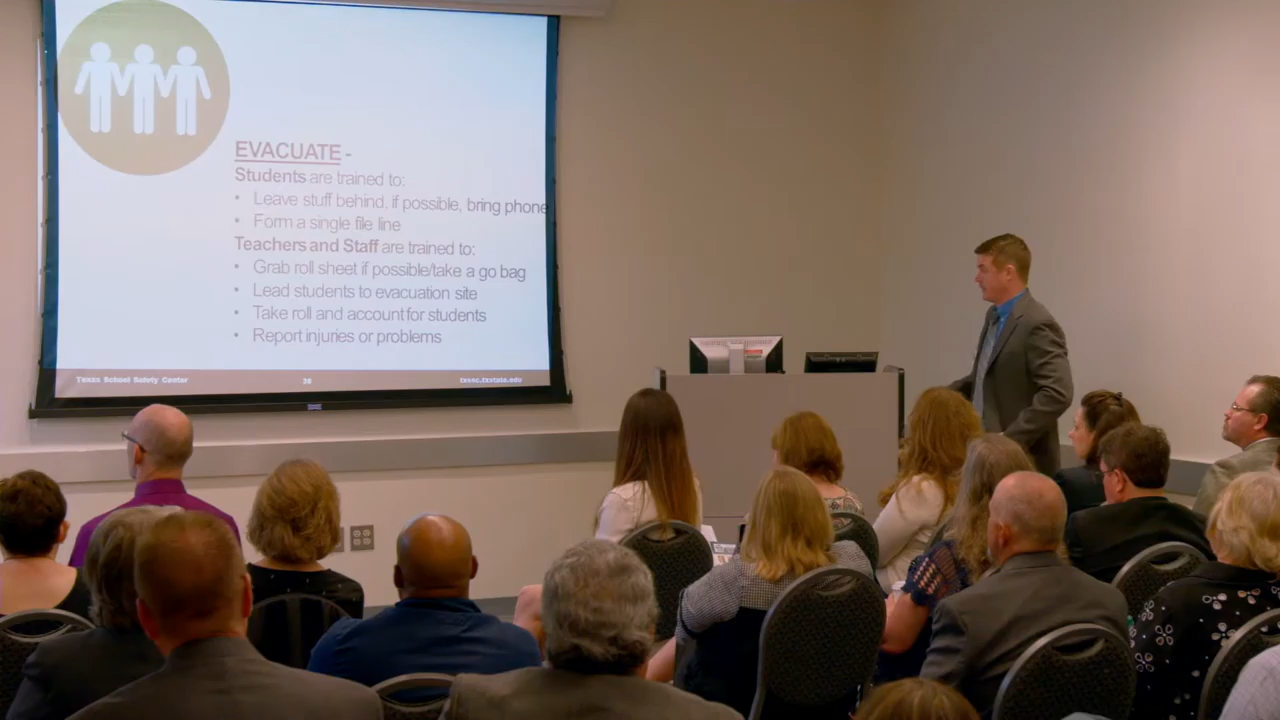 EVACUATE -
Students are trained to:
• Leave stuff behind, if possible, bring phone
• Form a single file line
Teachers and Staff are trained to:
• Grab roll sheet if possible/take a go bag
• Lead students to evacuation site
• Take roll and account for students
• Report injuries or problems
Texas School Safety Center 38 txssc.txstate.edu